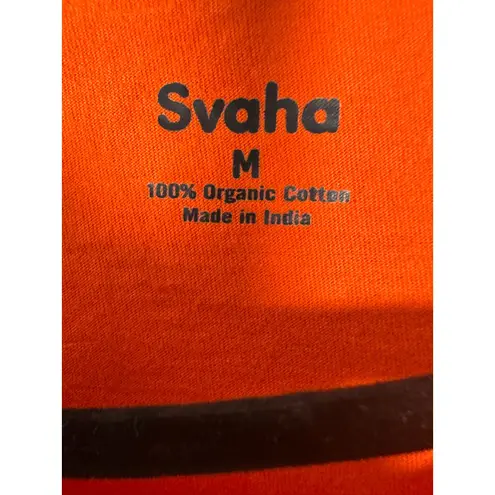 Svaha
M
100% Organic Cotton
Made in India